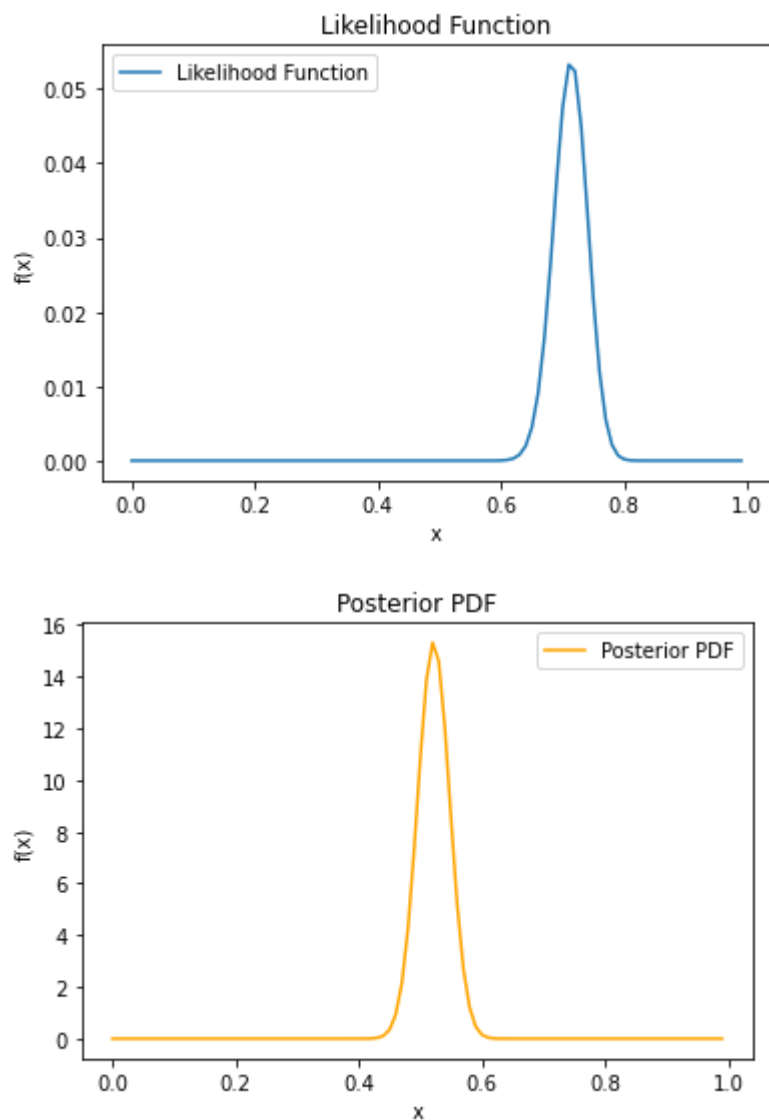 Likelihood Function
Likelihood Function
0.05
0.04
0.03
0.02
0.01
0.00
f(x)
0.0 0.2 0.4 0.6 0.8 1.0
x
Posterior PDF
Posterior PDF
16
14
12
10
8
6
4
2
0
f(x)
0.0 0.2 0.4 0.6 0.8 1.0
x